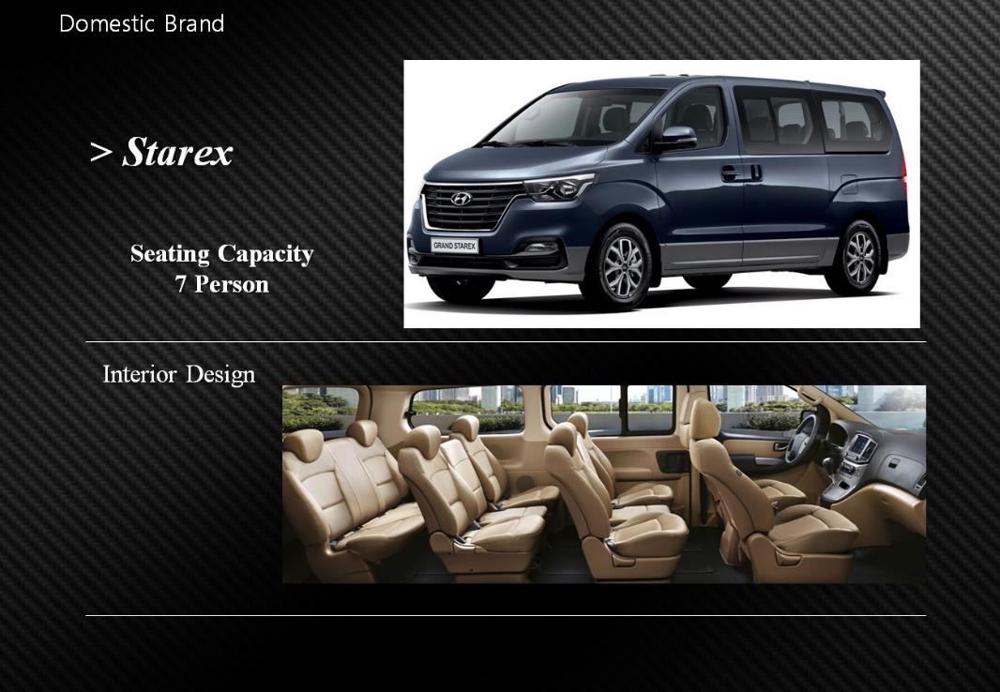 Domestic Brand
> Starex
GRAND STAREX
Seating Capacity
7 Person
Interior Design